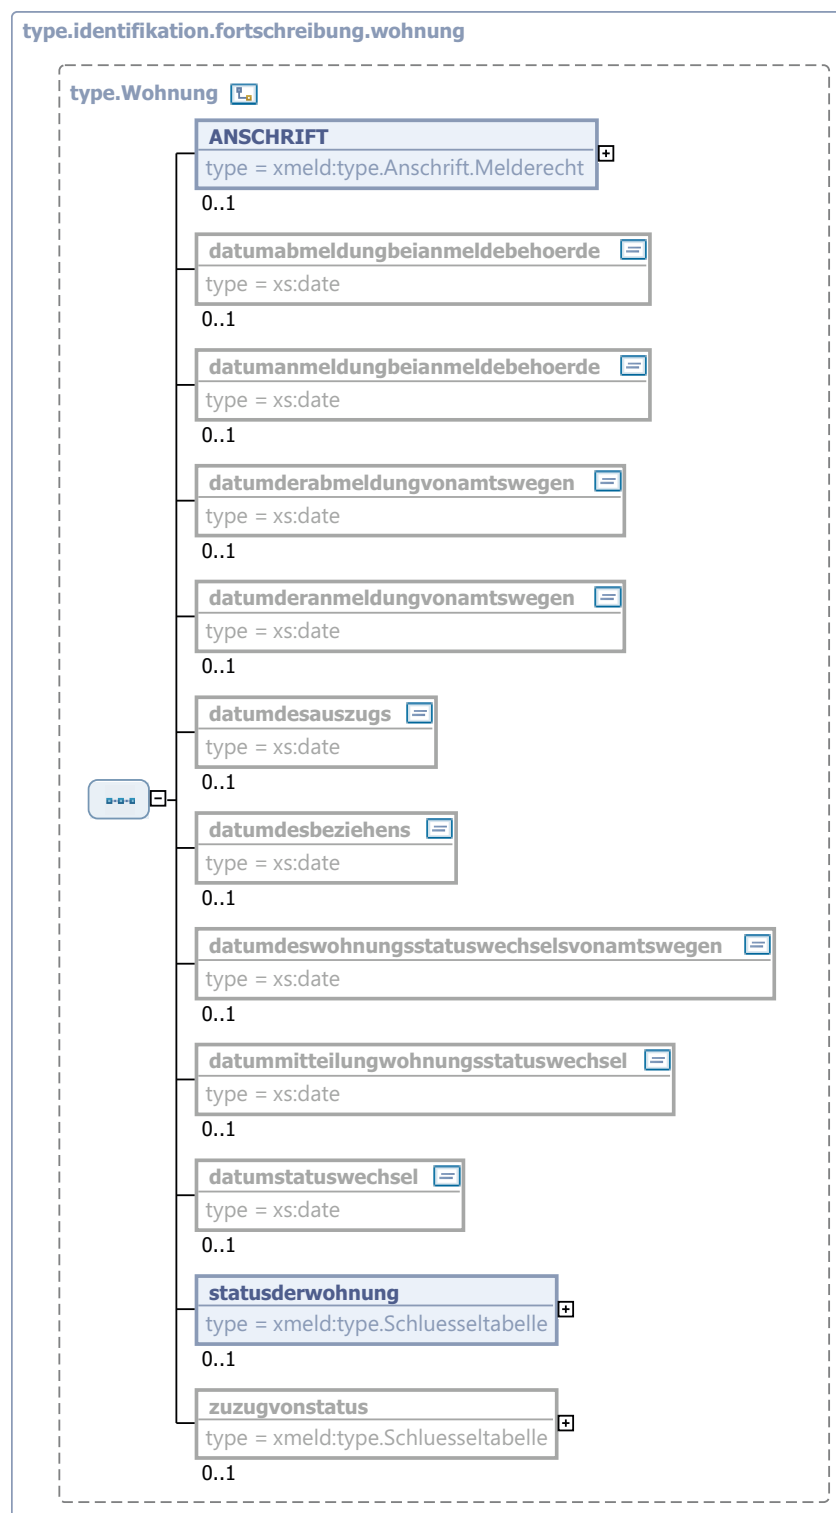 type.identifikation.fortschreibung.wohnung
type.Wohnung
ANSCHRIFT
type = xmeld:type.Anschrift.Melderecht
0..1
datumabmeldungbeianmeldebehoerde
type = xs:date
0..1
datumanmeldungbeianmeldebehoerde
type = xs:date
0..1
datumderabmeldungvonamtswegen
type = xs:date
0..1
datumderanmeldungvonamtswegen
type = xs:date
0..1
datumdesauszugs
type = xs:date
0..1
datumdesbeziehens
type = xs:date
0..1
datumdeswohnungsstatuswechselsvonamtswegen
type = xs:date
0..1
datummitteilungwohnungsstatuswechsel
type = xs:date
0..1
datumstatuswechsel
type = xs:date
0..1
statusderwohnung
type = xmeld:type.Schluesseltabelle
0..1
zuzugvonstatus
type = xmeld:type.Schluesseltabelle
0..1